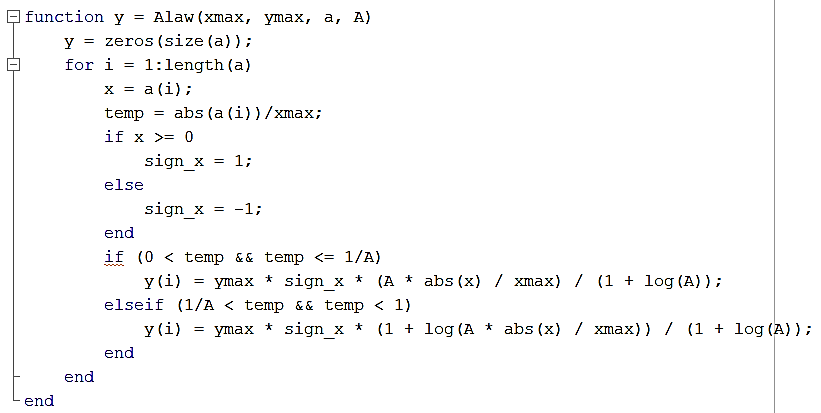 function y = Alaw(xmax, ymax, a, A)
    y = zeros(size(a));
    for i = 1:length(a)
        x = a(i);
        temp = abs(a(i))/xmax;
        if x >= 0
            sign_x = 1;
        else
            sign_x = -1;
        end
        if (0 < temp && temp <= 1/A)
            y(i) = ymax * sign_x * (A * abs(x) / xmax) / (1 + log(A));
        elseif (1/A < temp && temp < 1)
            y(i) = ymax * sign_x * (1 + log(A * abs(x) / xmax)) / (1 + log(A));
        end
    end
end